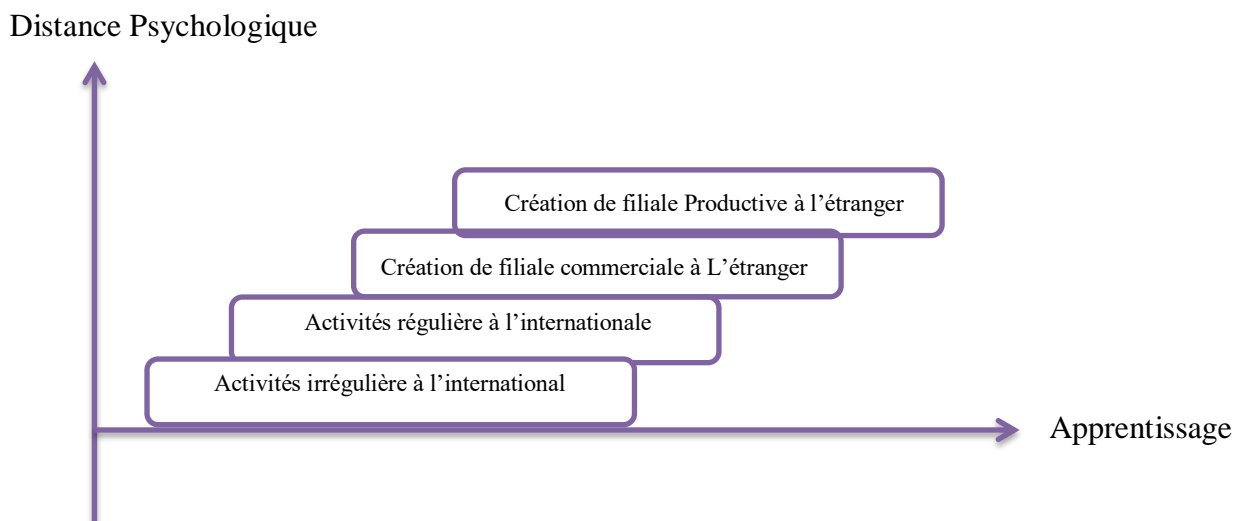 Distance Psychologique
Création de filiale Productive à l’étranger
Création de filiale commerciale à L’étranger
Activités régulière à l’internationale
Activités irrégulière à l’international
Apprentissage